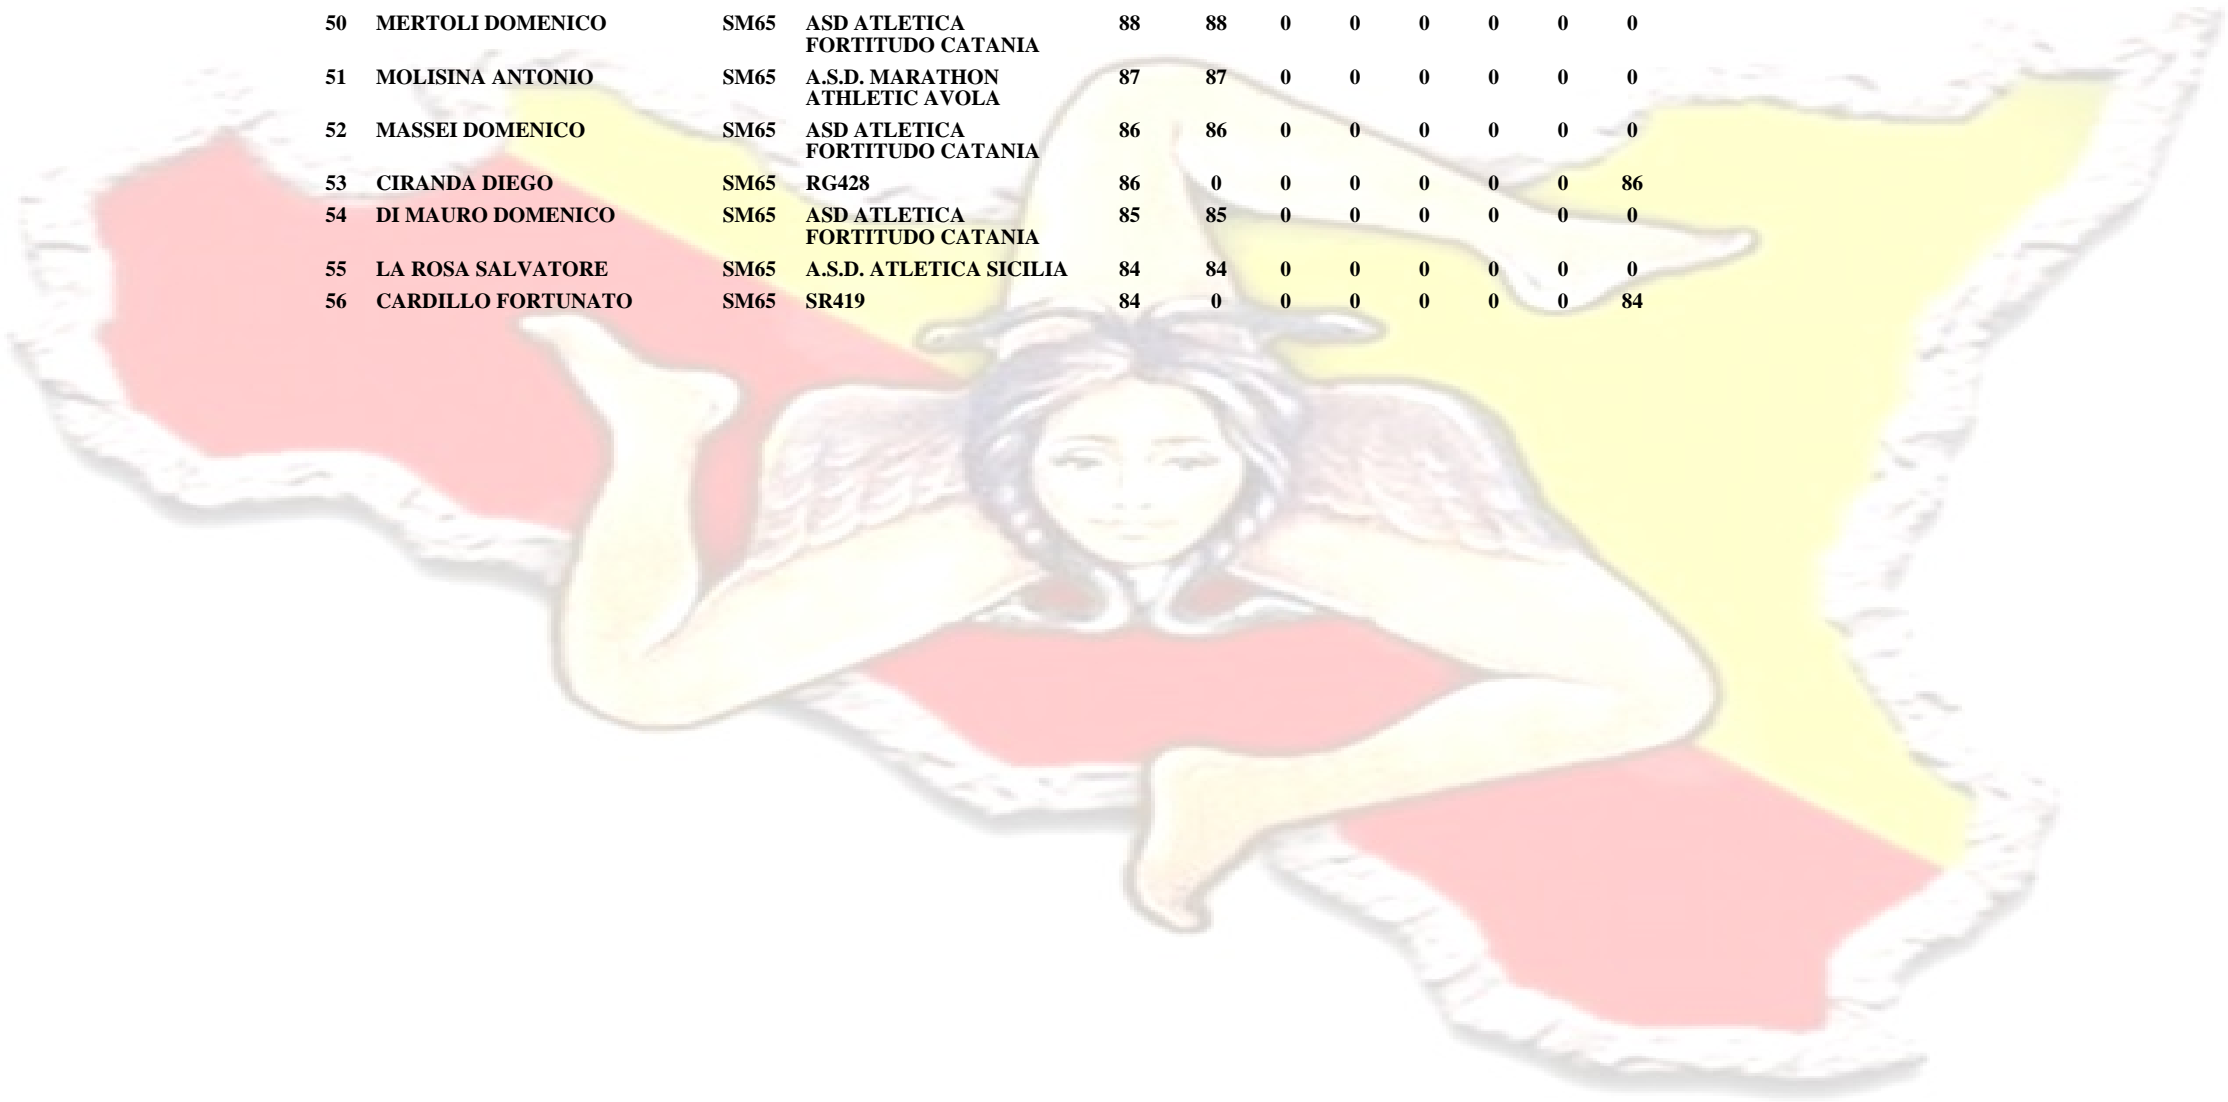 50 MERTOLI DOMENICO SM65 ASD ATLETICA 88 88 0 0 0 0 0 0
FORTITUDO CATANIA
51 MOLISINA ANTONIO SM65 A.S.D. MARATHON 87 87 0 0 0 0 0 0
ATHLETIC AVOLA
52 MASSEI DOMENICO SM65 ASD ATLETICA 86 86 0 0 0 0 0 0
FORTITUDO CATANIA
53 CIRANDA DIEGO SM65 RG428 86 0 0 0 0 0 0 86
54 DI MAURO DOMENICO SM65 ASD ATLETICA 85 85 0 0 0 0 0 0
FORTITUDO CATANIA
55 LA ROSA SALVATORE SM65 A.S.D. ATLETICA SICILIA 84 84 0 0 0 0 0 0
56 CARDILLO FORTUNATO SM65 SR419 84 0 0 0 0 0 0 84